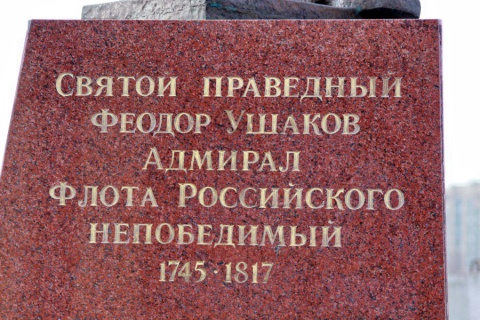 Святой праведный
Феодор Ушаков
Адмирал
Флота Российского
непобедимый
1745 · 1817